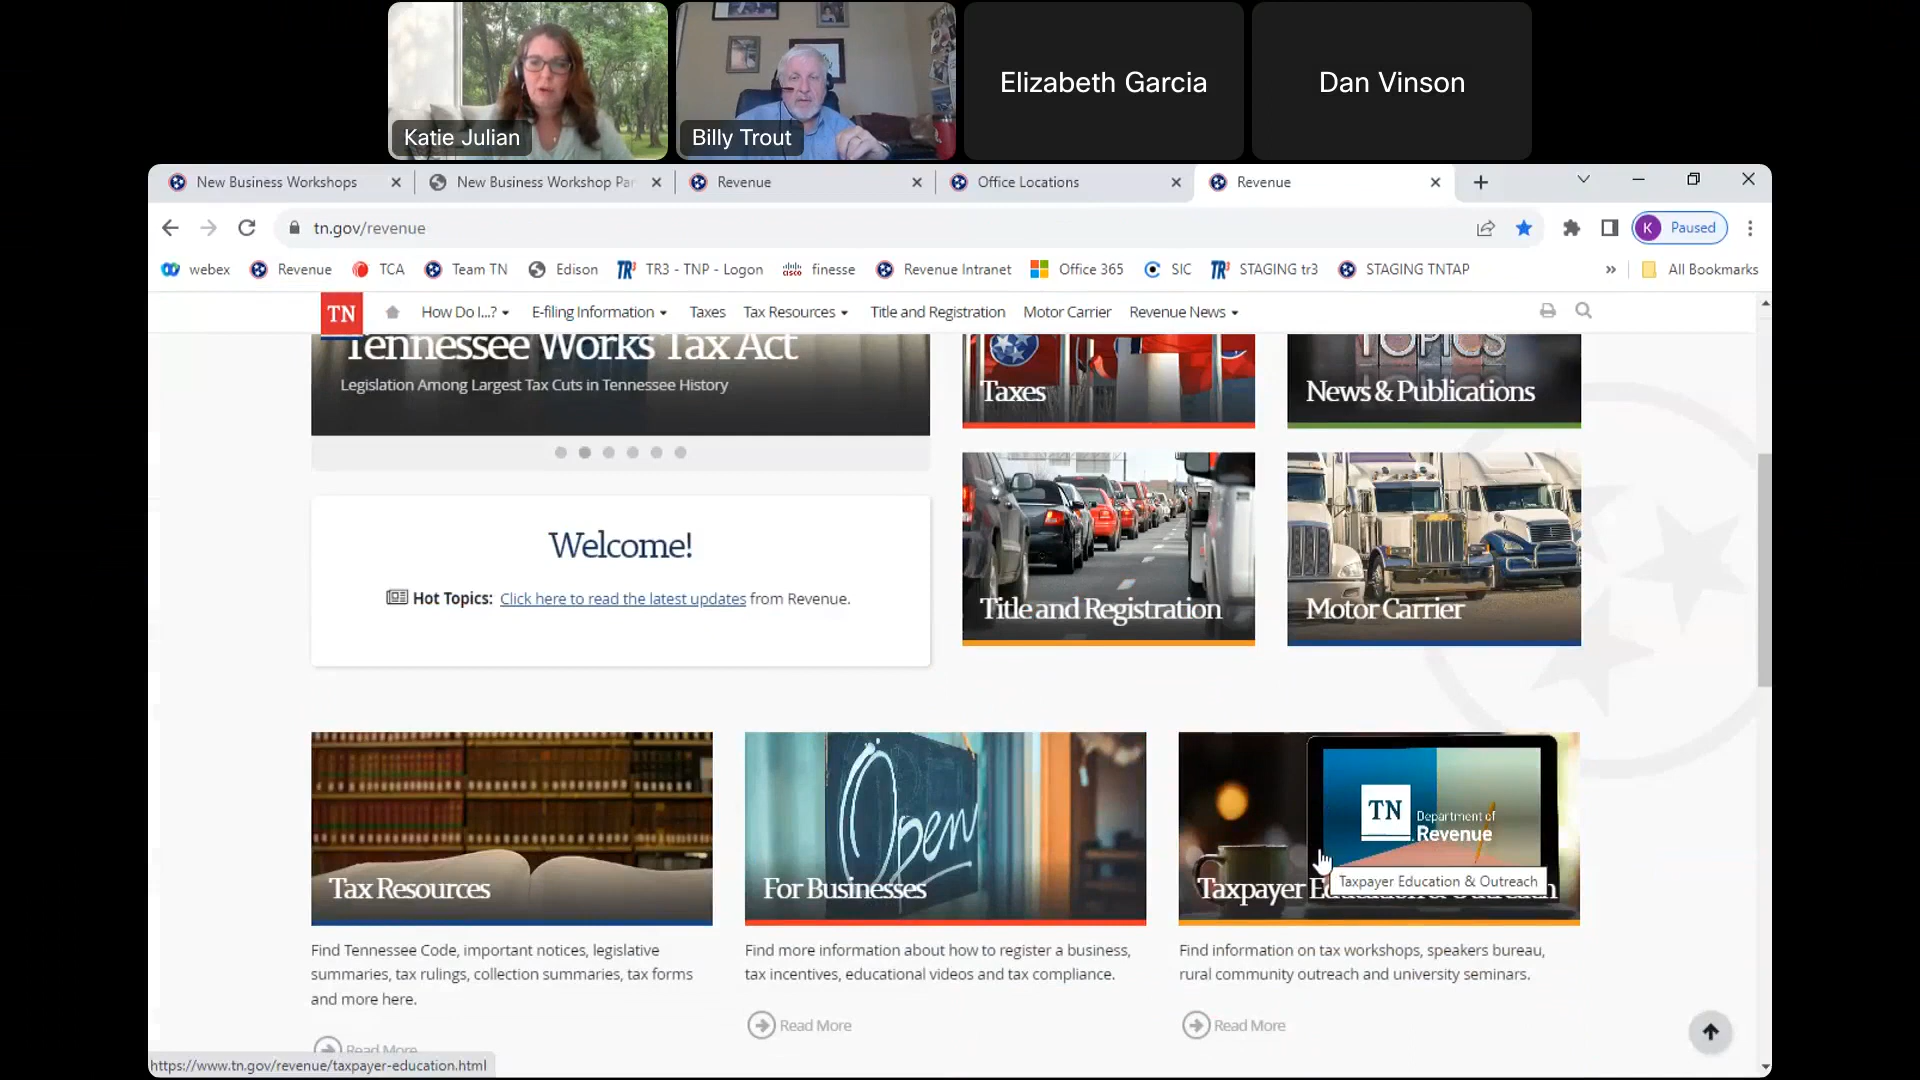 Katie Julian
Billy Trout
Elizabeth Garcia
Dan Vinson
New Business Workshops
New Business Workshop Par
Revenue
Office Locations
Revenue
tn.gov/revenue
K Paused
webex
Revenue
TCA
Team TN
Edison
TR3 - TNP - Logon
finesse
Revenue Intranet
Office 365
SIC
STAGING tr3
STAGING TNTAP
» All Bookmarks
TN
How Do I...?
E-filing Information
Taxes
Tax Resources
Title and Registration
Motor Carrier
Revenue News
Tennessee Works Tax Act
Legislation Among Largest Tax Cuts in Tennessee History
Taxes
TOPICS
News & Publications
Welcome!
Hot Topics: Click here to read the latest updates from Revenue.
Title and Registration
Motor Carrier
Tax Resources
Find Tennessee Code, important notices, legislative
summaries, tax rulings, collection summaries, tax forms
and more here.
Read More
Open
For Businesses
Find more information about how to register a business,
tax incentives, educational videos and tax compliance.
Read More
TN Department of
Revenue
Taxpayer Education & Outreach
Taxpayer Education & Outreach
Find information on tax workshops, speakers bureau,
rural community outreach and university seminars.
Read More
https://www.tn.gov/revenue/taxpayer-education.html